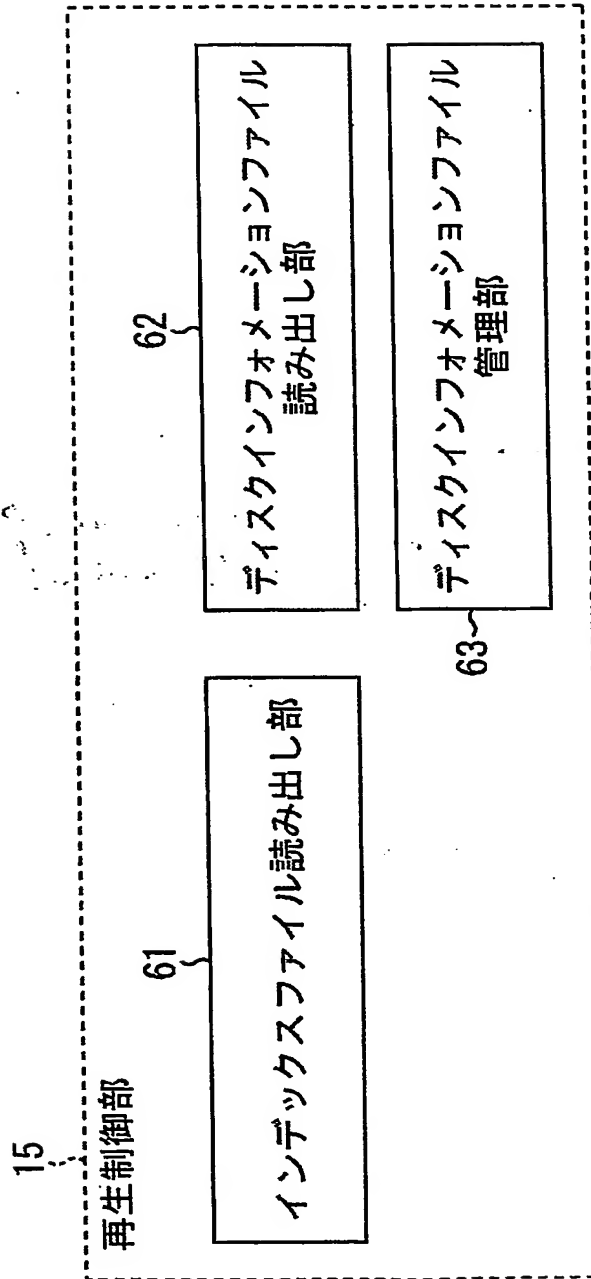 15
再生制御部
61
インデックスファイル読み出し部
62
ディスクインフォメーションファイル
読み出し部
63
ディスクインフォメーションファイル
管理部